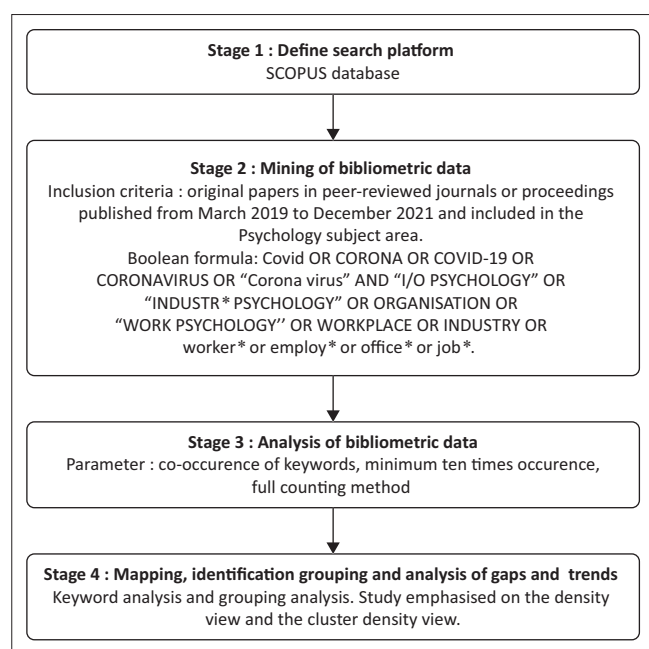 Stage 1 : Define search platform
SCOPUS database
Stage 2 : Mining of bibliometric data
Inclusion criteria : original papers in peer-reviewed journals or proceedings
published from March 2019 to December 2021 and included in the
Psychology subject area.
Boolean formula: Covid OR CORONA OR COVID-19 OR
CORONAVIRUS OR “Corona virus” AND “I/O PSYCHOLOGY” OR
“INDUSTR* PSYCHOLOGY” OR ORGANISATION OR
“WORK PSYCHOLOGY’’ OR WORKPLACE OR INDUSTRY OR
worker* or employ* or office* or job*.
Stage 3 : Analysis of bibliometric data
Parameter : co-occurence of keywords, minimum ten times occurence,
full counting method
Stage 4 : Mapping, identification grouping and analysis of gaps and trends
Keyword analysis and grouping analysis. Study emphasised on the density
view and the cluster density view.